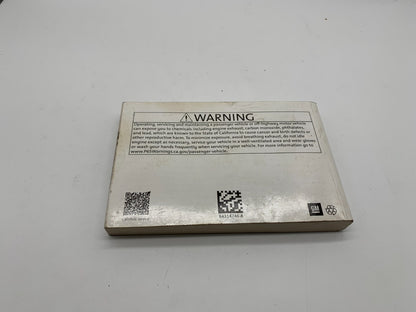 WARNING
Operating, servicing and maintaining a passenger vehicle or off-highway motor vehicle
can expose you to chemicals including engine exhaust, carbon monoxide, phthalates,
and lead, which are known to the State of California to cause cancer and birth defects or
other reproductive harm. To minimize exposure, avoid breathing exhaust, do not idle
engine except as necessary, service your vehicle in a well-ventilated area and wear gloves
or wash your hands frequently when servicing your vehicle. For more information go to
www.P65Warnings.ca.gov/passenger-vehicle.
GM